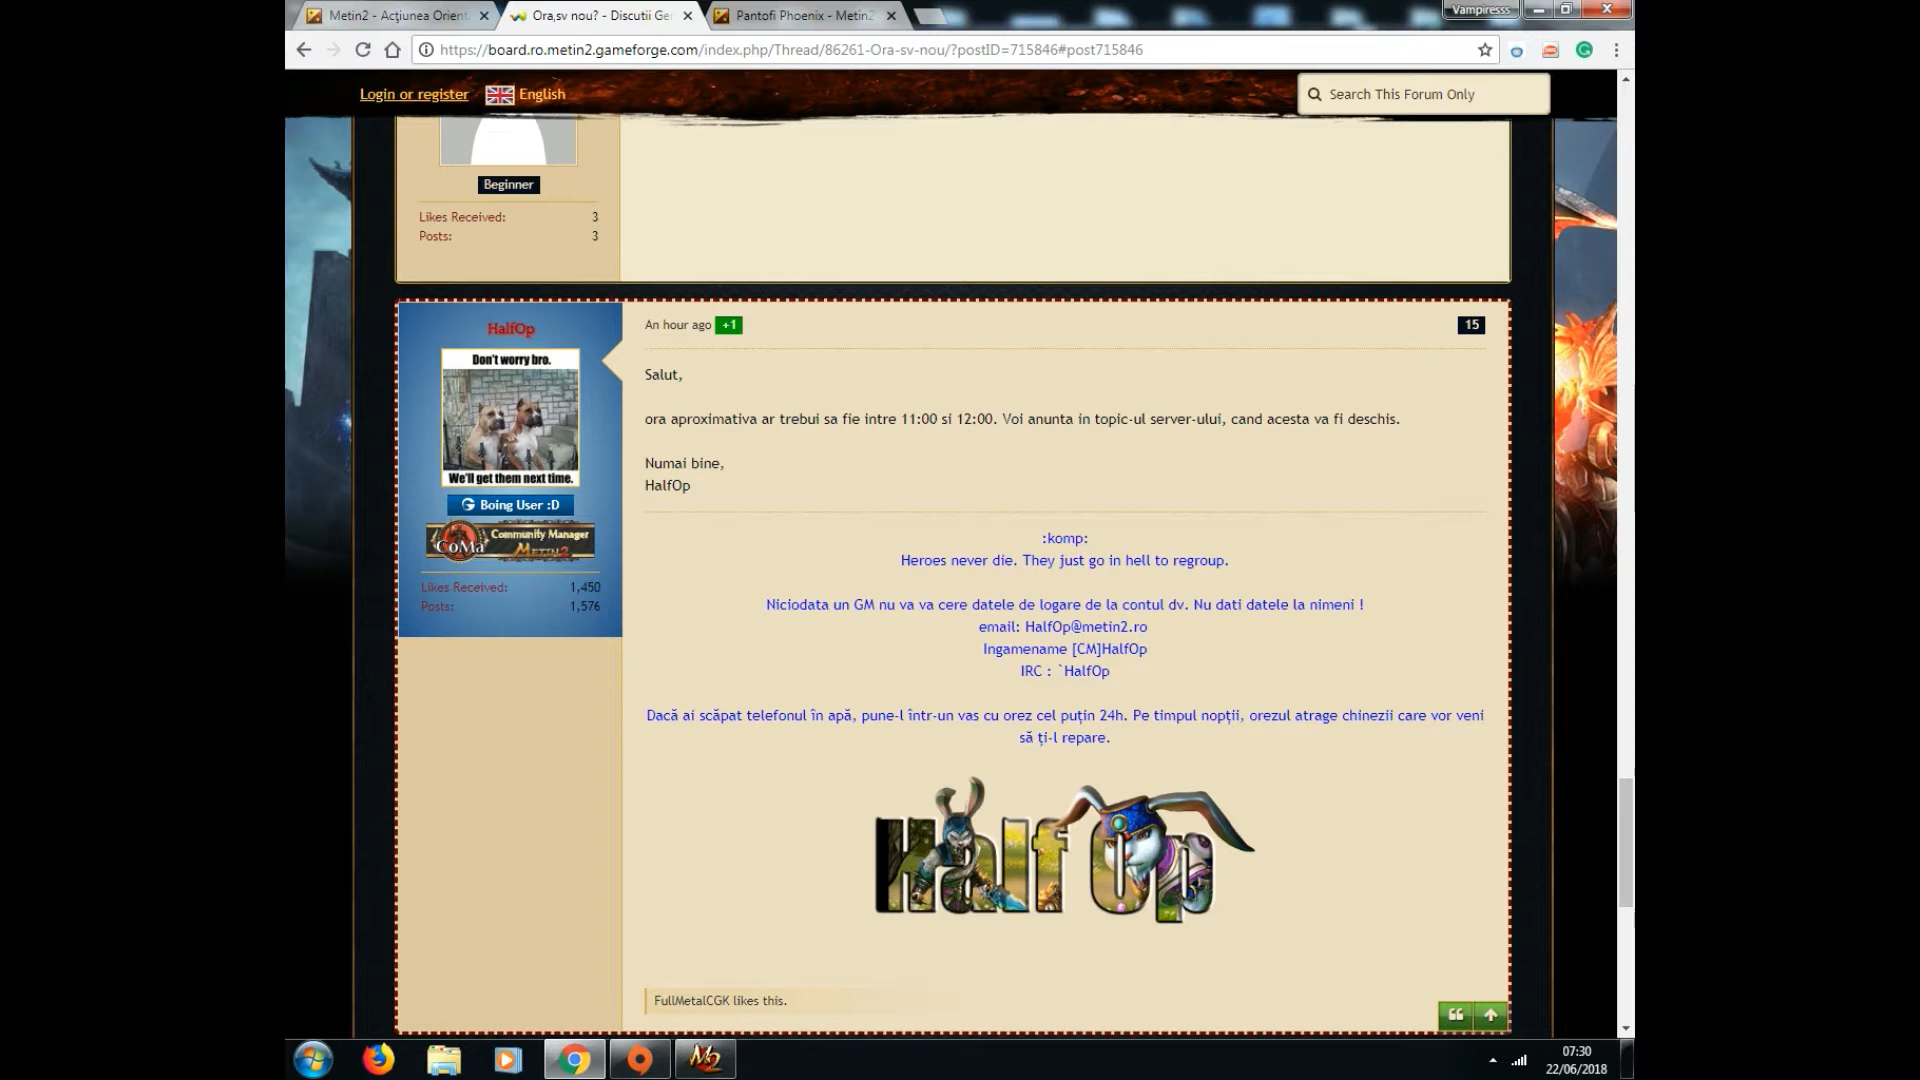 Metin2 - Acţiunea Orient
Ora,sv nou? - Discutii Ge
Pantofi Phoenix - Metin2
Vampiresss
https://board.ro.metin2.gameforge.com/index.php/Thread/86261-Ora-sv-nou/?postID=715846#post715846
Login or register
English
Search This Forum Only
Beginner
Likes Received: 3
Posts: 3
HalfOp
An hour ago +1
15
Don't worry bro.
We'll get them next time.
Boing User :D
CoMa Community Manager
Metin2
Likes Received: 1,450
Posts: 1,576
Salut,
ora aproximativa ar trebui sa fie intre 11:00 si 12:00. Voi anunta in topic-ul server-ului, cand acesta va fi deschis.
Numai bine,
HalfOp
:komp:
Heroes never die. They just go in hell to regroup.
Niciodata un GM nu va va cere datele de logare de la contul dv. Nu dati datele la nimeni !
email: HalfOp@metin2.ro
Ingamename [CM]HalfOp
IRC : `HalfOp
Dacă ai scăpat telefonul în apă, pune-l într-un vas cu orez cel puțin 24h. Pe timpul nopții, orezul atrage chinezii care vor veni
să ți-l repare.
Half Op
FullMetalCGK likes this.
M2
07:30
22/06/2018